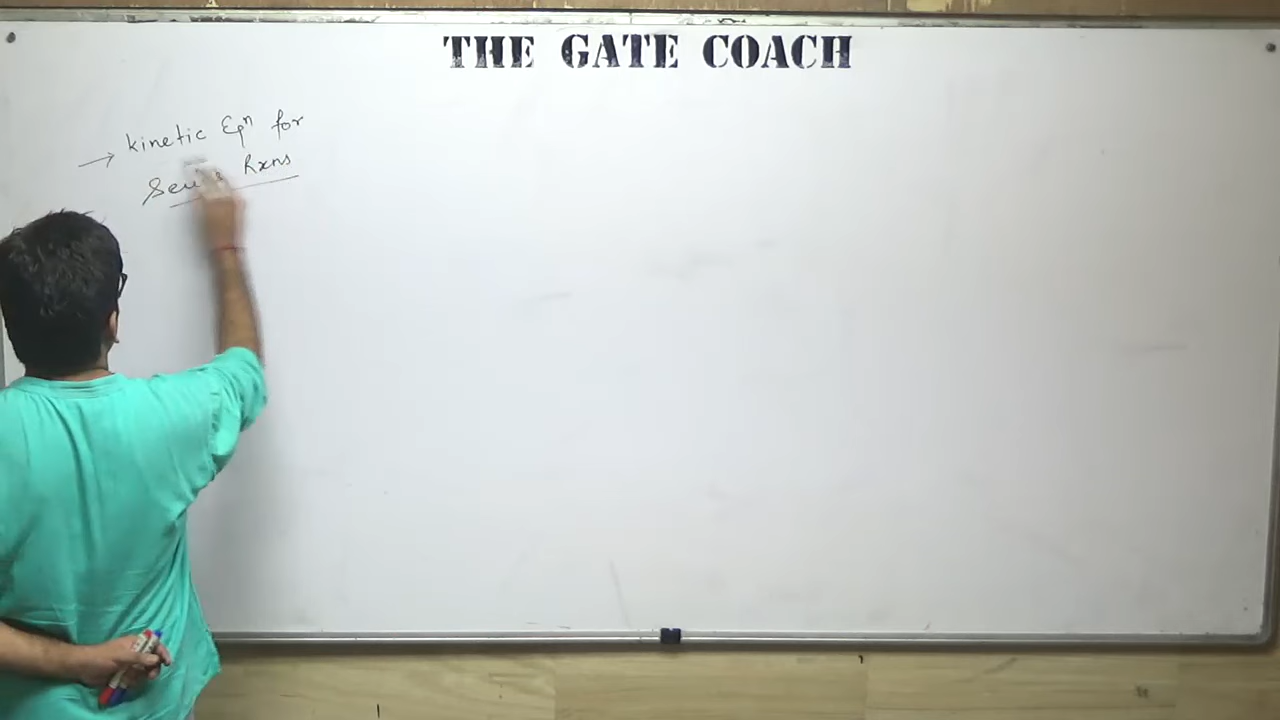 THE GATE COACH
→ kinetic Eqⁿ for
Rxns